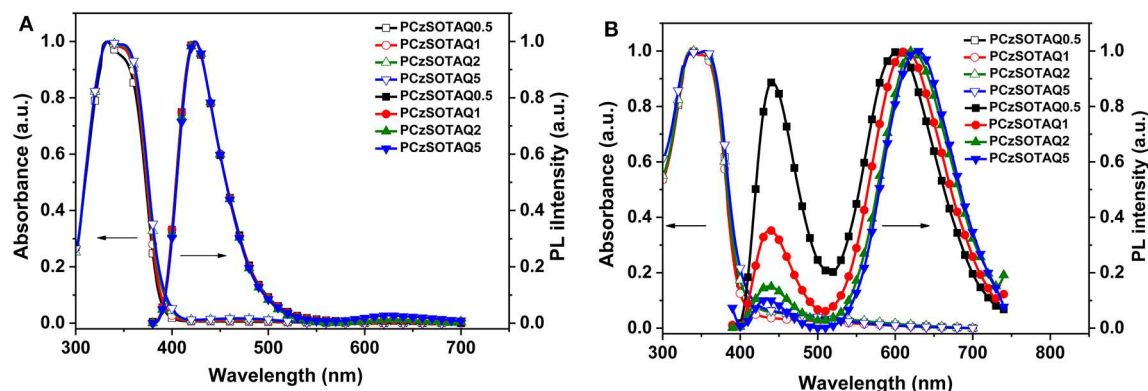 A
Absorbance (a.u.)
1.0
0.8
0.6
0.4
0.2
0.0
300
400
500
600
700
Wavelength (nm)
1.0
0.8
0.6
0.4
0.2
0.0
PL iIntensity (a.u.)
PCzSOTAQ0.5
PCzSOTAQ1
PCzSOTAQ2
PCzSOTAQ5
PCzSOTAQ0.5
PCzSOTAQ1
PCzSOTAQ2
PCzSOTAQ5
B
Absorbance (a.u.)
1.0
0.8
0.6
0.4
0.2
0.0
300
400
500
600
700
800
Wavelength (nm)
1.0
0.8
0.6
0.4
0.2
0.0
PL intensity (a.u.)
PCzSOTAQ0.5
PCzSOTAQ1
PCzSOTAQ2
PCzSOTAQ5
PCzSOTAQ0.5
PCzSOTAQ1
PCzSOTAQ2
PCzSOTAQ5